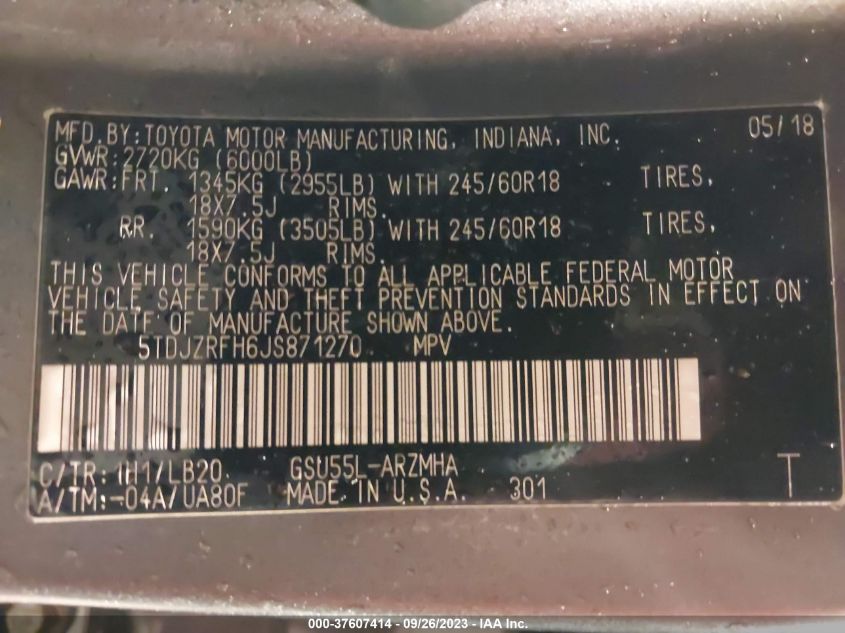 MFD. BY: TOYOTA MOTOR MANUFACTURING, INDIANA, INC. 05/18
GVWR: 2720KG (6000LB)
GAWR: FRT. 1345KG (2955LB) WITH 245/60R18 TIRES,
18X7.5J RIMS.
RR. 1590KG (3505LB) WITH 245/60R18 TIRES,
18X7.5J RIMS.
THIS VEHICLE CONFORMS TO ALL APPLICABLE FEDERAL MOTOR
VEHICLE SAFETY AND THEFT PREVENTION STANDARDS IN EFFECT ON
THE DATE OF MANUFACTURE SHOWN ABOVE.
5TDJZRFH6JS871270 MPV
C/TR: 1H1/LB20. GSU55L-ARZMHA T
A/TM:-04A/UA80F MADE IN U.S.A. 301
000-37607414 - 09/26/2023 - IAA Inc.